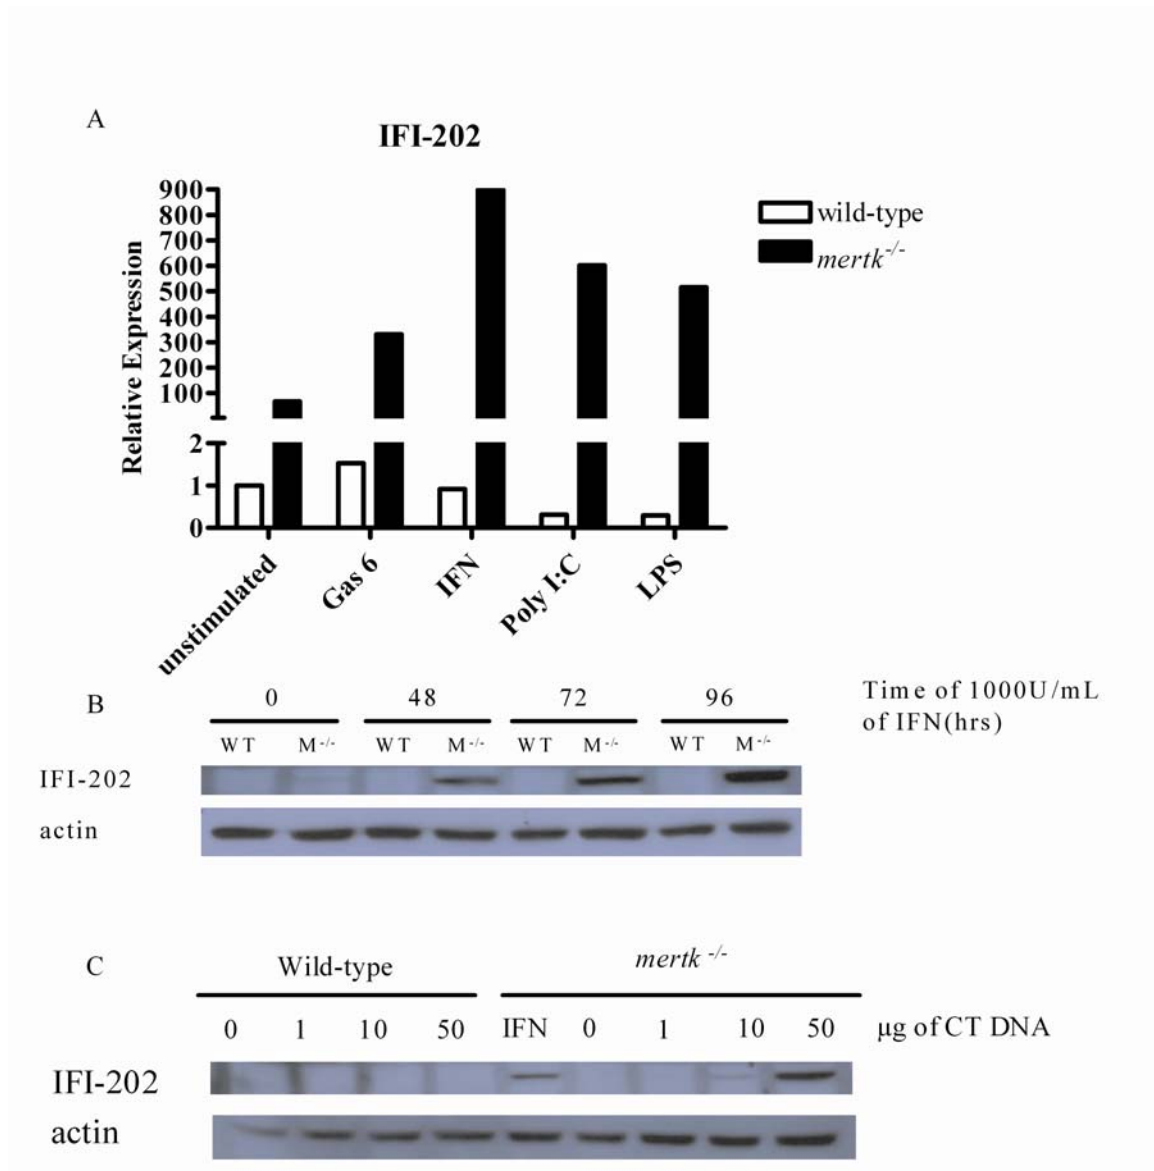 A
IFI-202
900
800
700
600
500
400
300
200
100
2
1
0
Relative Expression
wild-type
mertk-/-
unstimulated
Gas 6
IFN
Poly I:C
LPS
B
0 48 72 96
Time of 1000U/mL
of IFN(hrs)
WT M-/- WT M-/- WT M-/- WT M-/-
IFI-202
actin
C
Wild-type mertk -/-
0 1 10 50 IFN 0 1 10 50 µg of CT DNA
IFI-202
actin